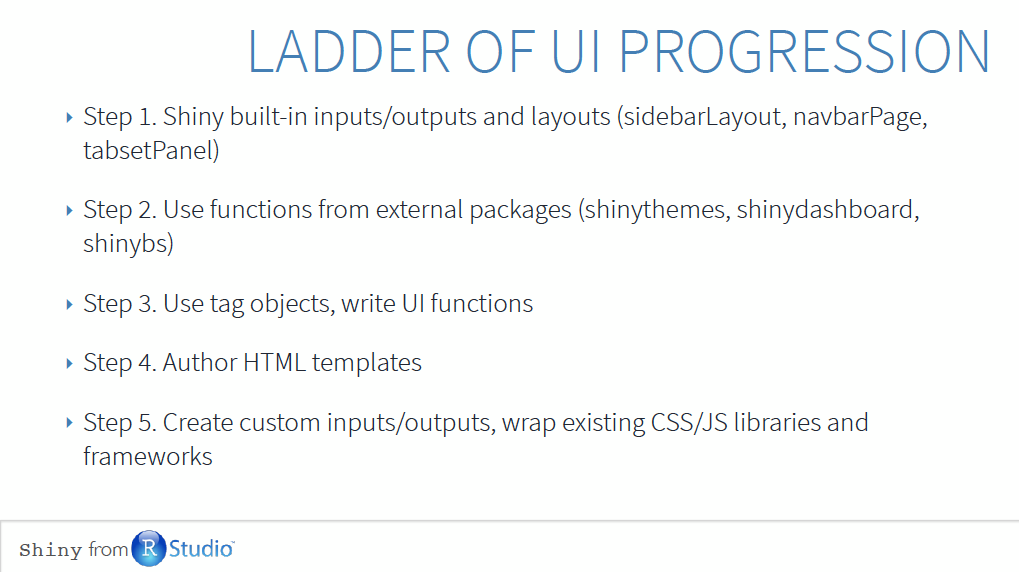 LADDER OF UI PROGRESSION
Step 1. Shiny built-in inputs/outputs and layouts (sidebarLayout, navbarPage,
tabsetPanel)
Step 2. Use functions from external packages (shinythemes, shinydashboard,
shinybs)
Step 3. Use tag objects, write UI functions
Step 4. Author HTML templates
Step 5. Create custom inputs/outputs, wrap existing CSS/JS libraries and
frameworks
Shiny from R Studio™